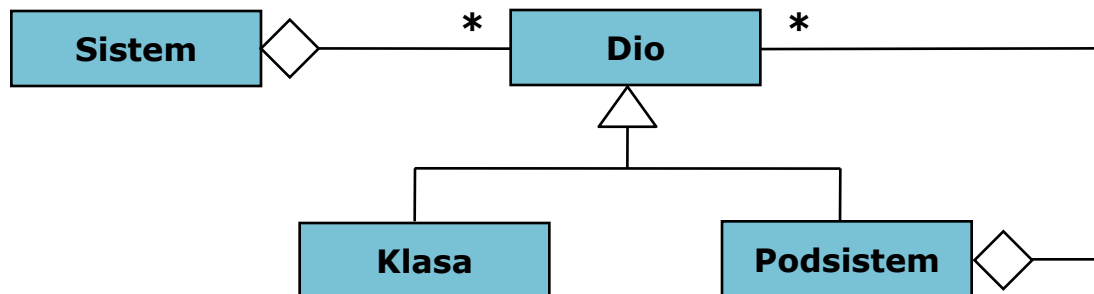 Sistem
*
Dio
*
Klasa
Podsistem